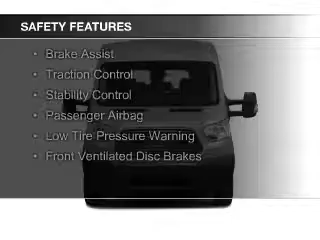 SAFETY FEATURES
• Brake Assist
• Traction Control
• Stability Control
• Passenger Airbag
• Low Tire Pressure Warning
• Front Ventilated Disc Brakes